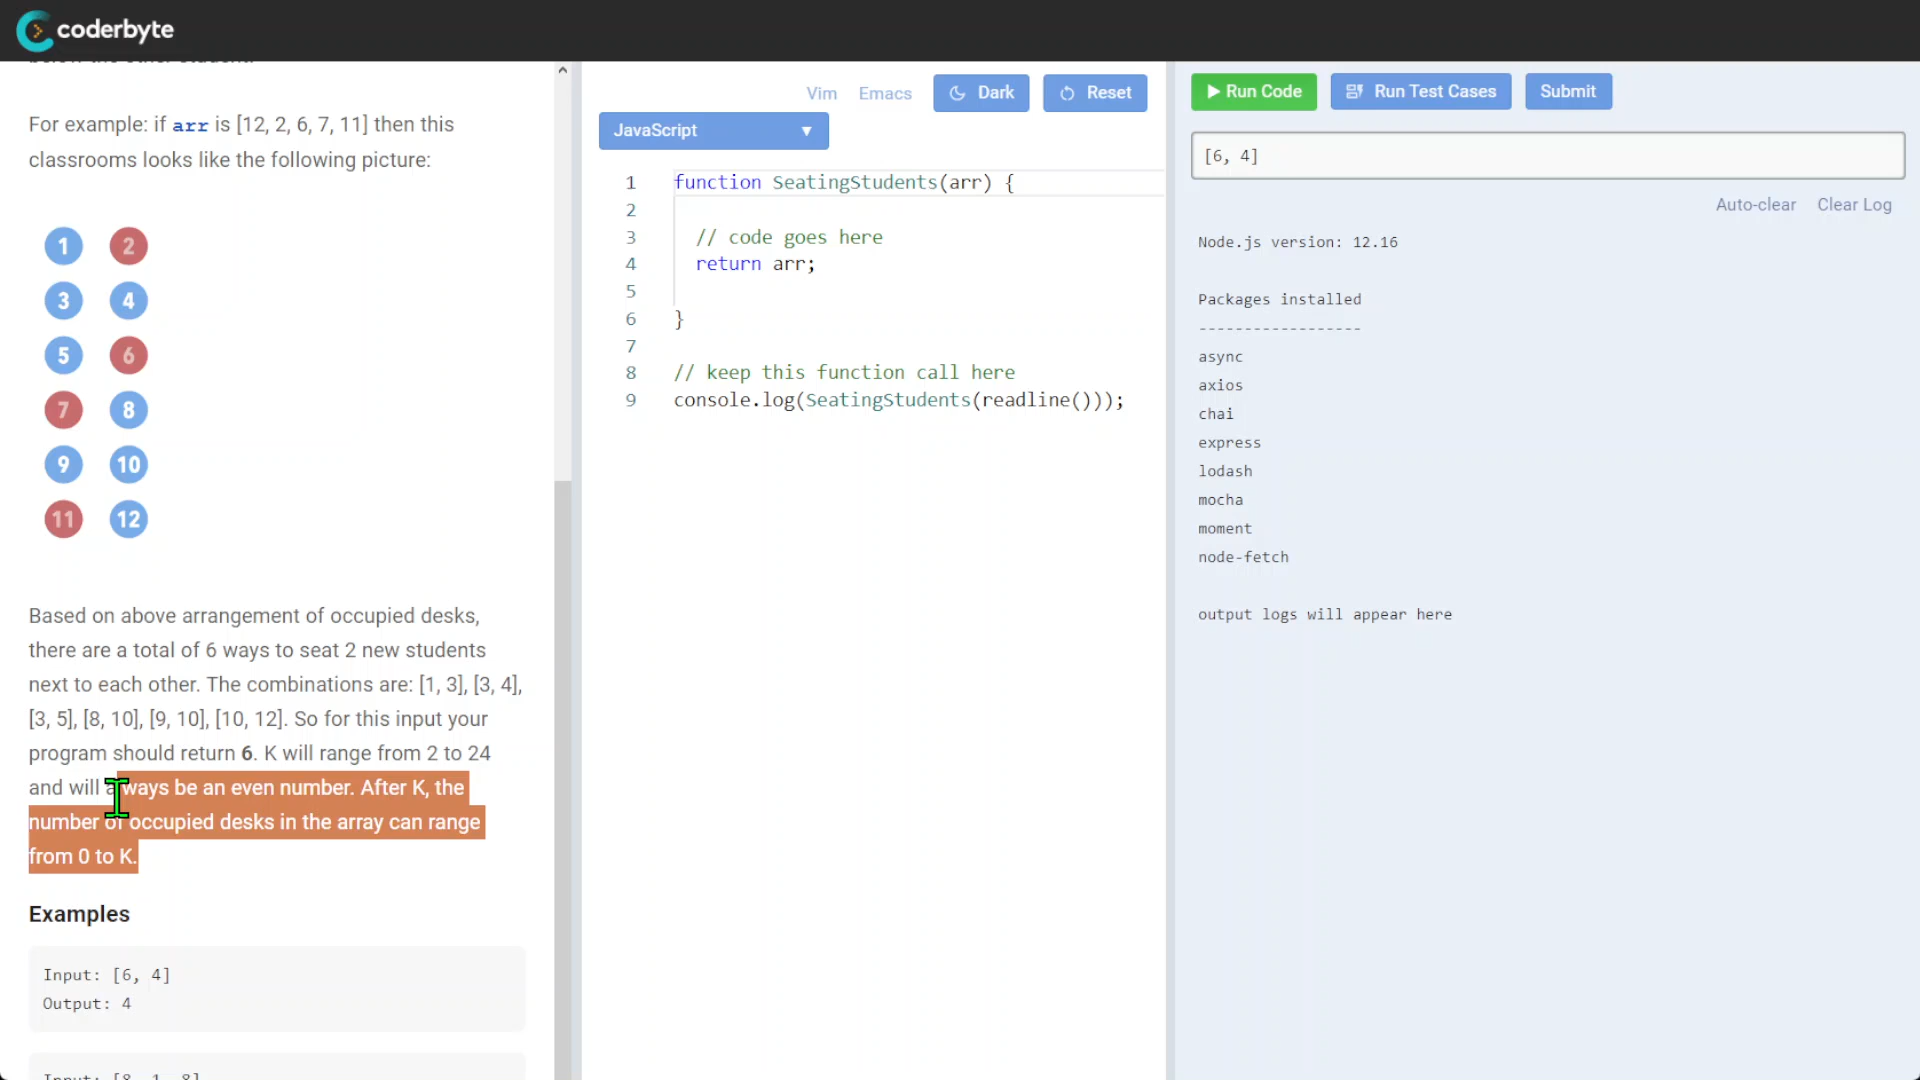 coderbyte
For example: if arr is [12, 2, 6, 7, 11] then this
classrooms looks like the following picture:
1 2
3 4
5 6
7 8
9 10
11 12
Based on above arrangement of occupied desks,
there are a total of 6 ways to seat 2 new students
next to each other. The combinations are: [1, 3], [3, 4],
[3, 5], [8, 10], [9, 10], [10, 12]. So for this input your
program should return 6. K will range from 2 to 24
and will always be an even number. After K, the
number of occupied desks in the array can range
from 0 to K.
Examples
Input: [6, 4]
Output: 4
Vim Emacs Dark Reset
JavaScript
1 function SeatingStudents(arr) {
2
3 // code goes here
4 return arr;
5
6 }
7
8 // keep this function call here
9 console.log(SeatingStudents(readline()));
Run Code Run Test Cases Submit
[6, 4]
Auto-clear Clear Log
Node.js version: 12.16
Packages installed
------------------
async
axios
chai
express
lodash
mocha
moment
node-fetch
output logs will appear here